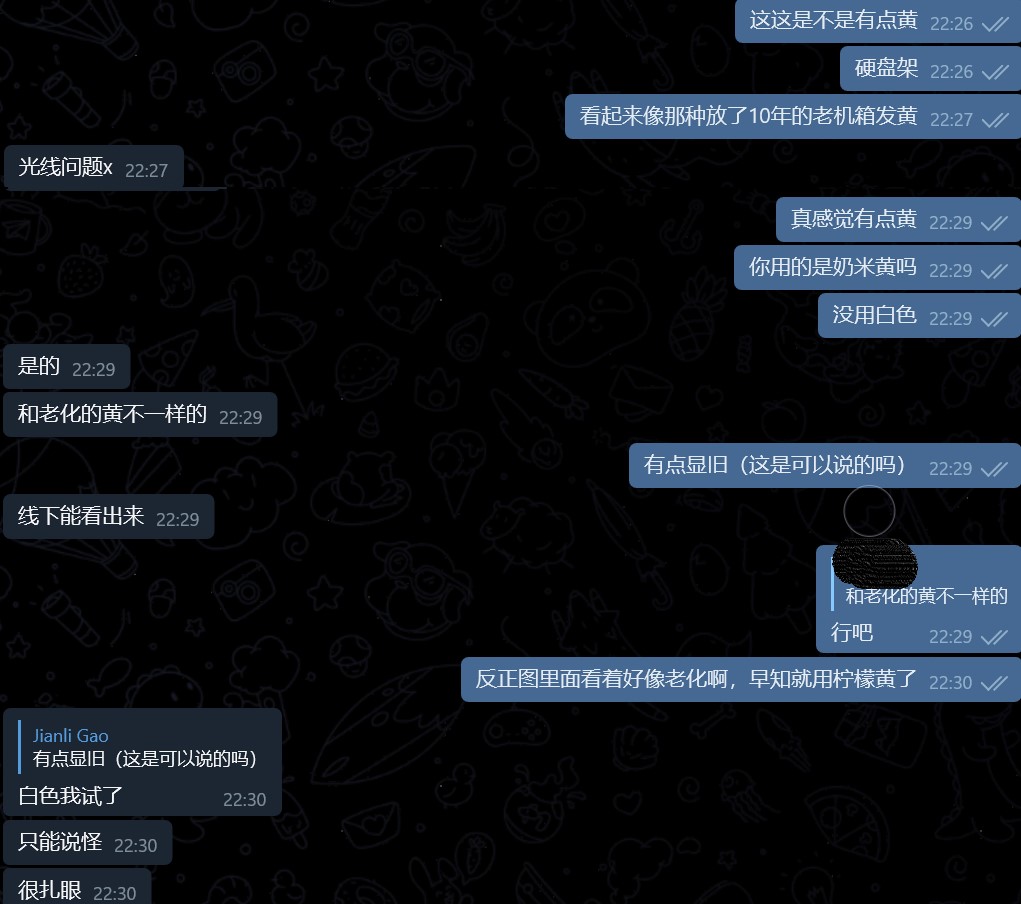 这这是不是有点黄 22:26
硬盘架 22:26
看起来像那种放了10年的老机箱发黄 22:27
光线问题x 22:27
真感觉有点黄 22:29
你用的是奶米黄吗 22:29
没用白色 22:29
是的 22:29
和老化的黄不一样的 22:29
有点显旧（这是可以说的吗） 22:29
线下能看出来 22:29
和老化的黄不一样的
行吧 22:29
反正图里面看着好像老化啊，早知就用柠檬黄了 22:30
Jianli Gao
有点显旧（这是可以说的吗）
白色我试了 22:30
只能说怪 22:30
很扎眼 22:30